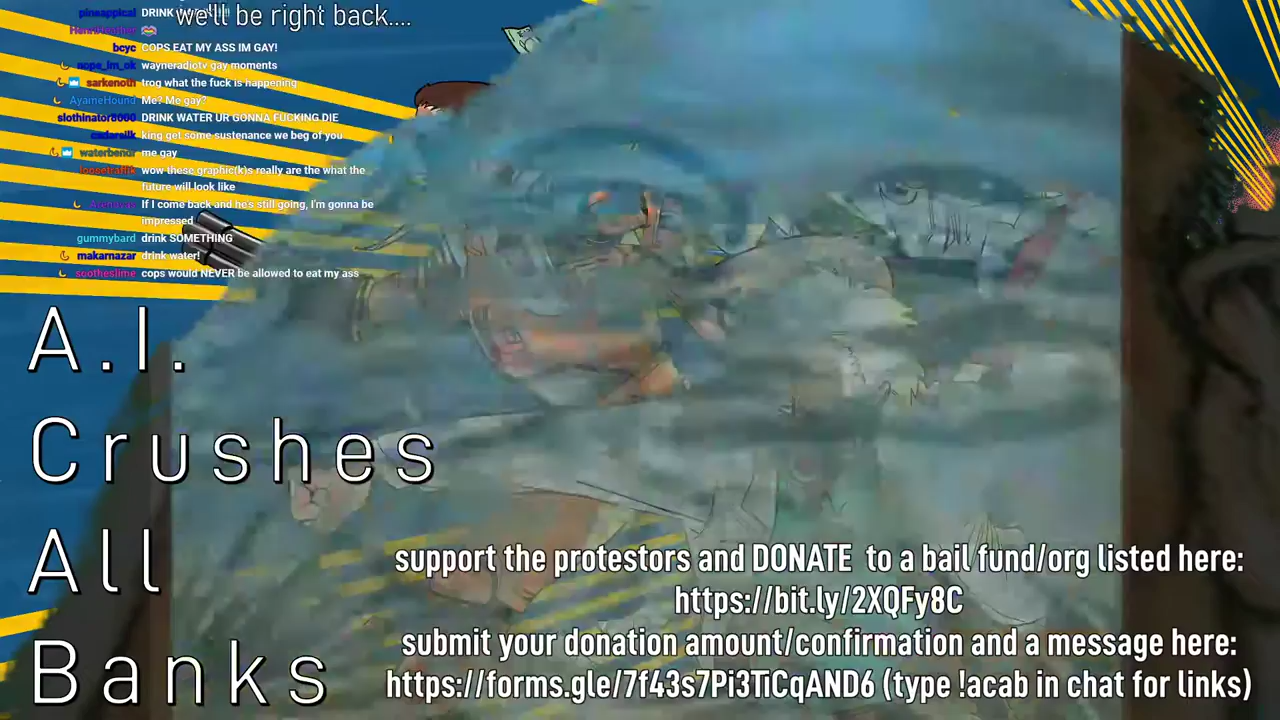 we'll be right back....
pineappical DRINK
bcyc COPS EAT MY ASS IM GAY!
nope_im_ok wayneradiotv gay moments
sarkenoth trog what the fuck is happening
AyameHound Me? Me gay?
slothinator8000 DRINK WATER UR GONNA FUCKING DIE
king get some sustenance we beg of you
waterbendr me gay
loosetraffik wow these graphic(k)s really are the what the
future will look like
If I come back and he's still going, I'm gonna be
impressed
gummybard drink SOMETHING
makarnazar drink water!
suotheslime cops would NEVER be allowed to eat my ass
A.I.
Crushes
All
Banks
support the protestors and DONATE to a bail fund/org listed here:
https://bit.ly/2XQFy8C
submit your donation amount/confirmation and a message here:
https://forms.gle/7f43s7Pi3TiCqAND6 (type !acab in chat for links)